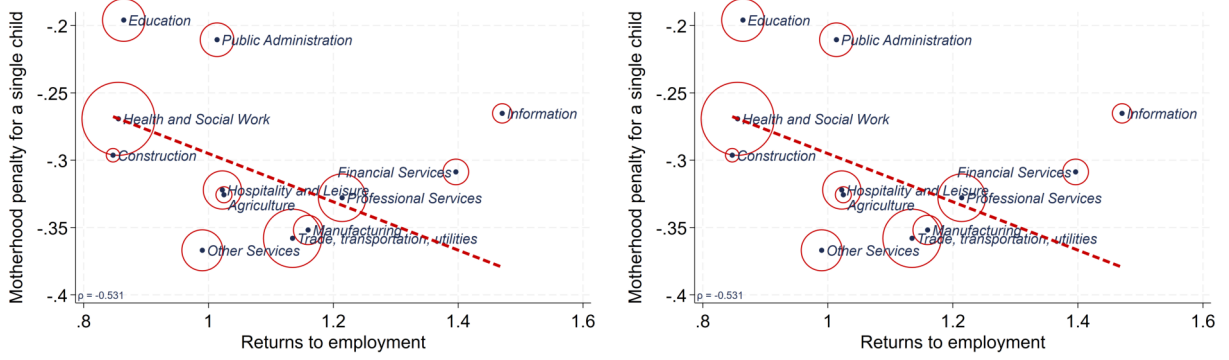 Motherhood penalty for a single child
-.2
-.25
-.3
-.35
-.4
Education
Public Administration
Information
Health and Social Work
Construction
Financial Services
Hospitality and Leisure
Professional Services
Agriculture
Manufacturing
Trade, transportation, utilities
Other Services
ρ = -0.531
.8 1 1.2 1.4 1.6
Returns to employment
Motherhood penalty for a single child
-.2
-.25
-.3
-.35
-.4
Education
Public Administration
Information
Health and Social Work
Construction
Financial Services
Hospitality and Leisure
Professional Services
Agriculture
Manufacturing
Trade, transportation, utilities
Other Services
ρ = -0.531
.8 1 1.2 1.4 1.6
Returns to employment